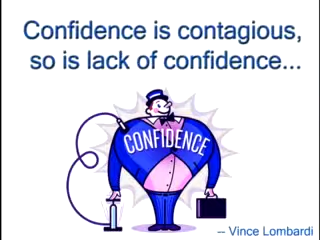 Confidence is contagious,
so is lack of confidence...
CONFIDENCE
-- Vince Lombardi